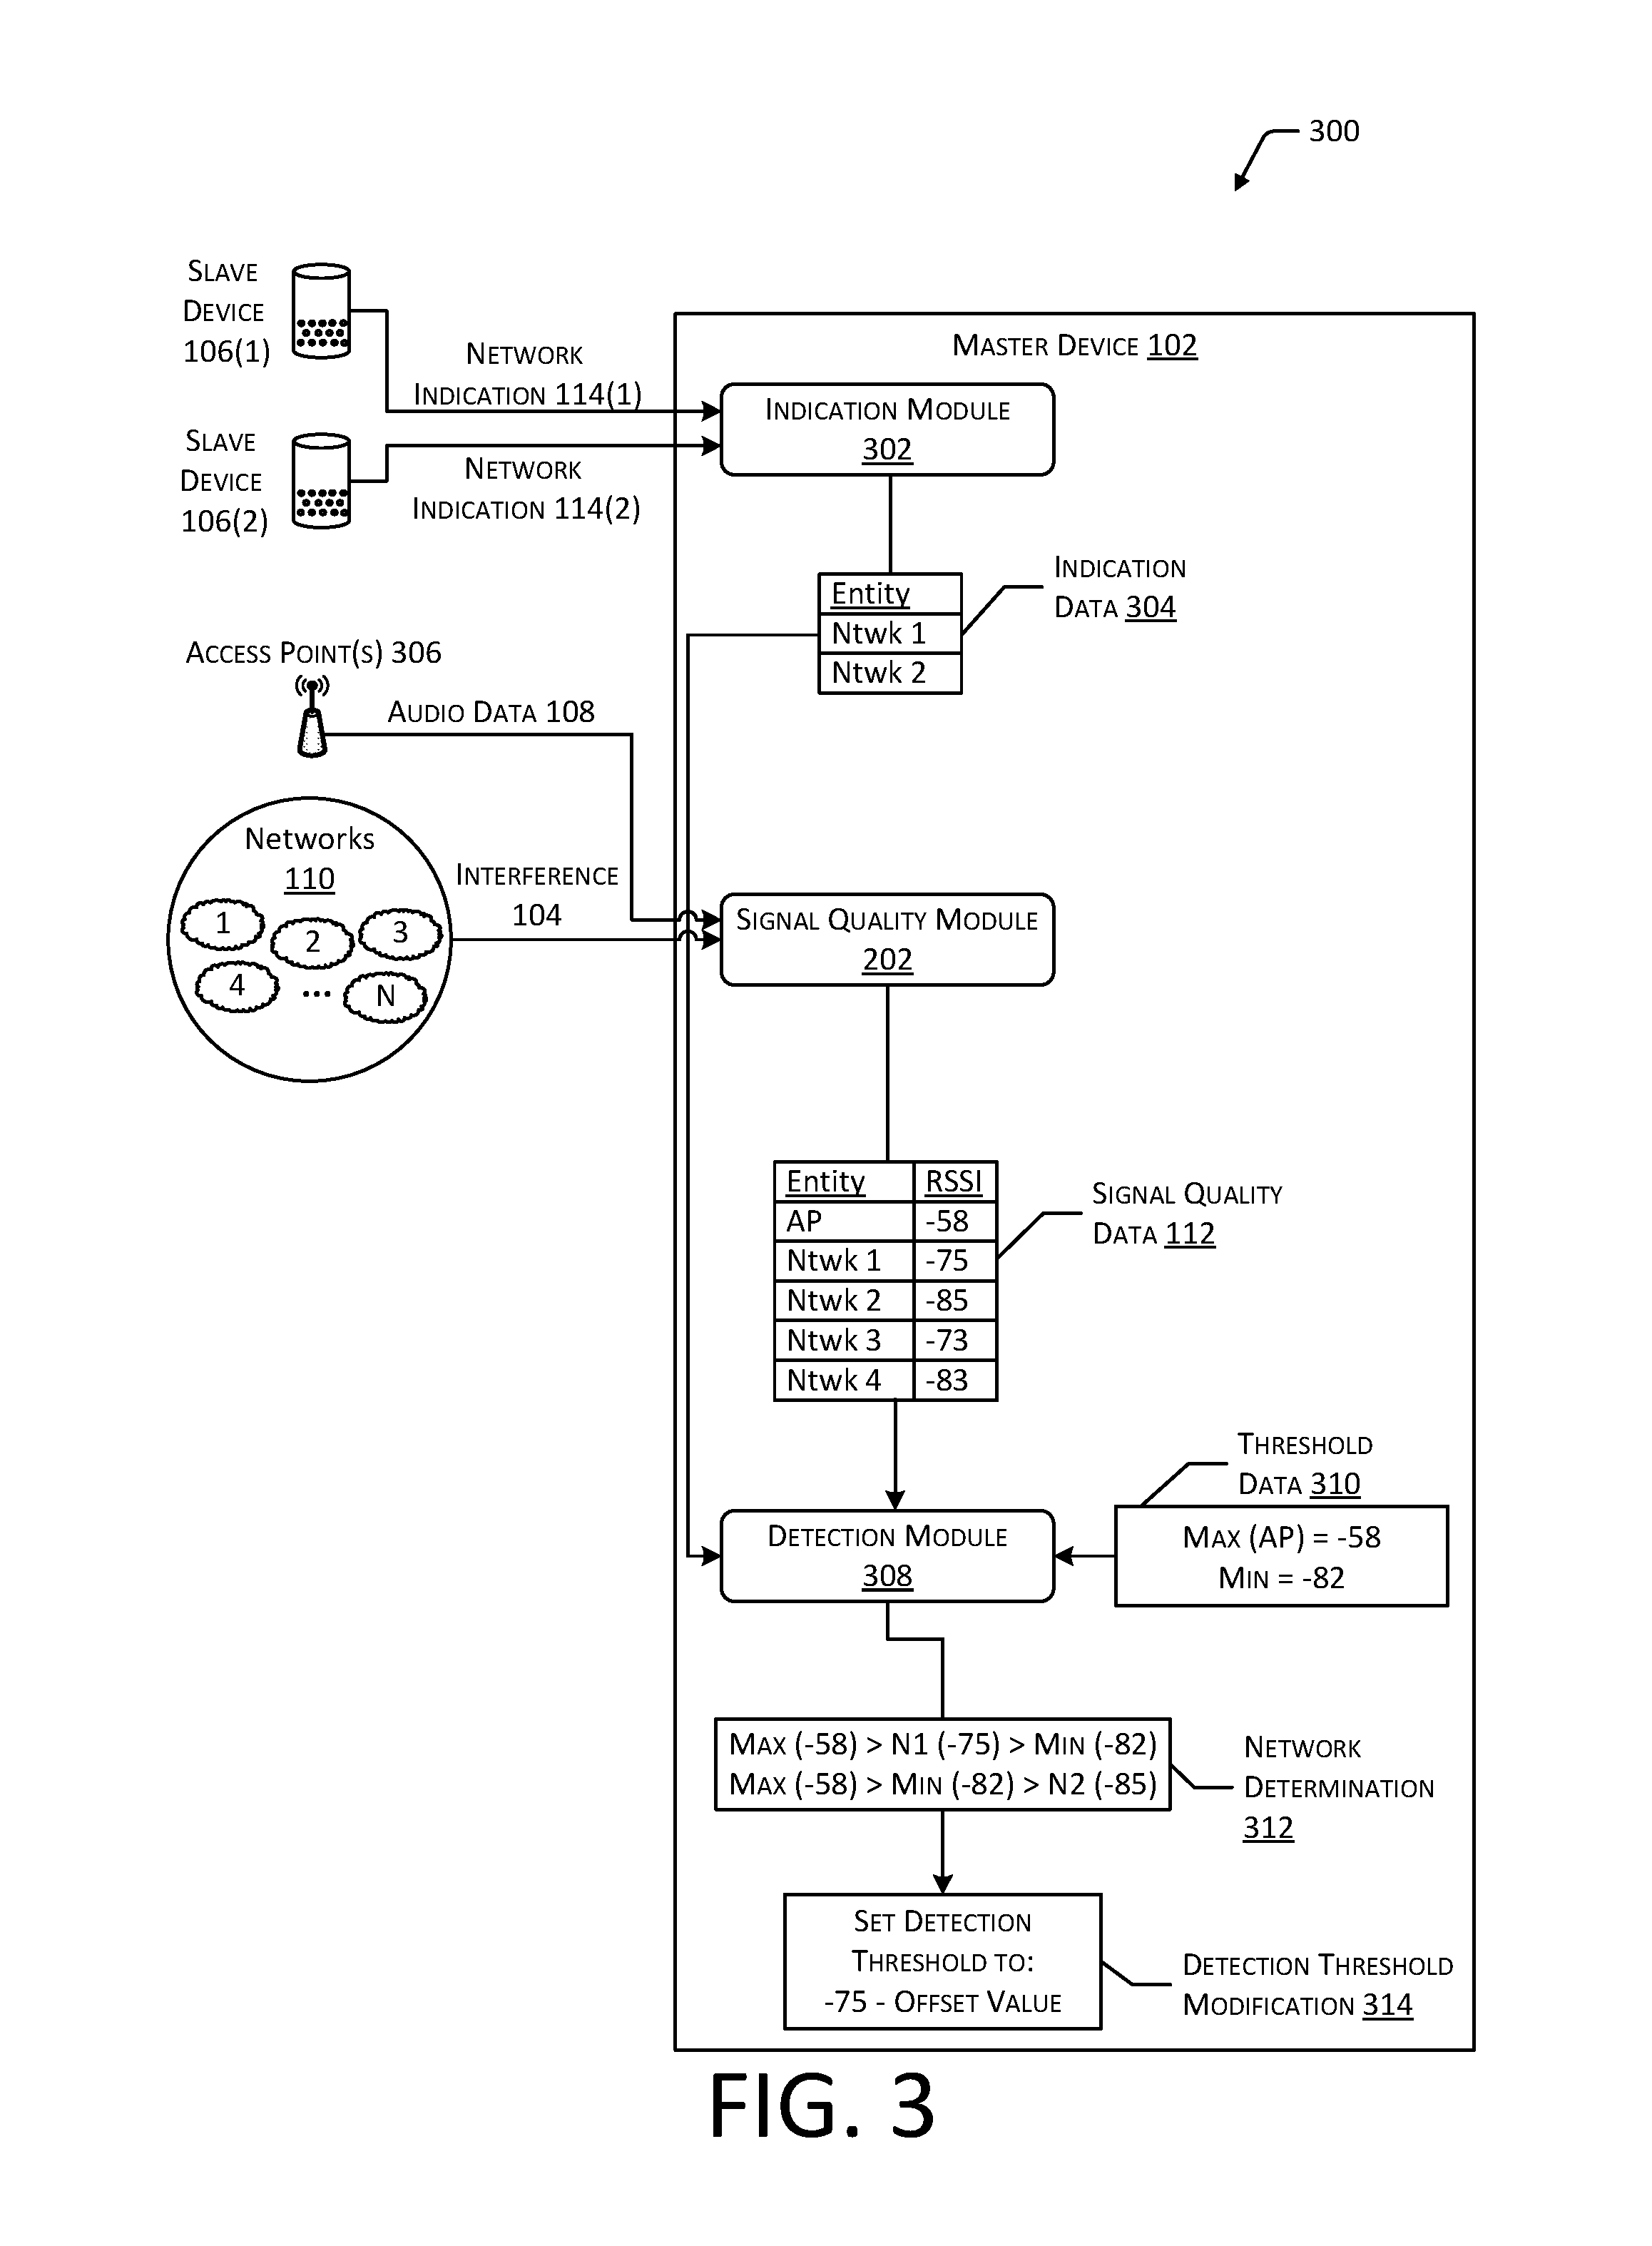 300
SLAVE
DEVICE
106(1)
NETWORK
INDICATION 114(1)
SLAVE
DEVICE
106(2)
NETWORK
INDICATION 114(2)
MASTER DEVICE 102
INDICATION MODULE
302
Entity
Ntwk 1
Ntwk 2
INDICATION
DATA 304
ACCESS POINT(S) 306
AUDIO DATA 108
Networks
110
1
2
3
4
...
N
INTERFERENCE
104
SIGNAL QUALITY MODULE
202
Entity RSSI
AP -58
Ntwk 1 -75
Ntwk 2 -85
Ntwk 3 -73
Ntwk 4 -83
SIGNAL QUALITY
DATA 112
THRESHOLD
DATA 310
MAX (AP) = -58
MIN = -82
DETECTION MODULE
308
MAX (-58) > N1 (-75) > MIN (-82)
MAX (-58) > MIN (-82) > N2 (-85)
NETWORK
DETERMINATION
312
SET DETECTION
THRESHOLD TO:
-75 - OFFSET VALUE
DETECTION THRESHOLD
MODIFICATION 314
FIG. 3